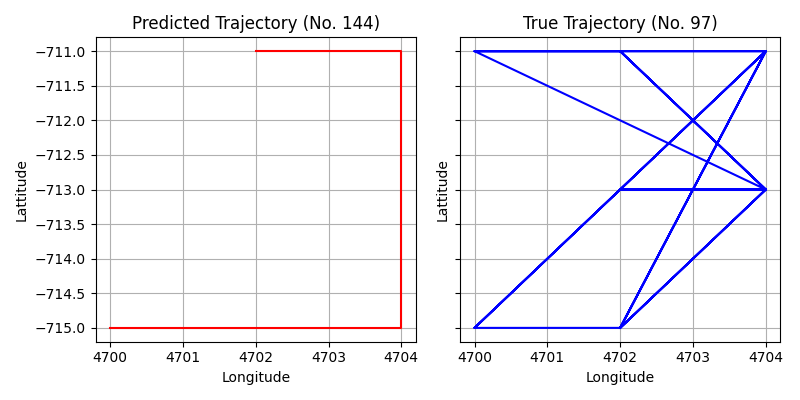 Predicted Trajectory (No. 144)
True Trajectory (No. 97)
Lattitude
−711.0
−711.5
−712.0
−712.5
−713.0
−713.5
−714.0
−714.5
−715.0
4700 4701 4702 4703 4704
Longitude
Lattitude
4700 4701 4702 4703 4704
Longitude